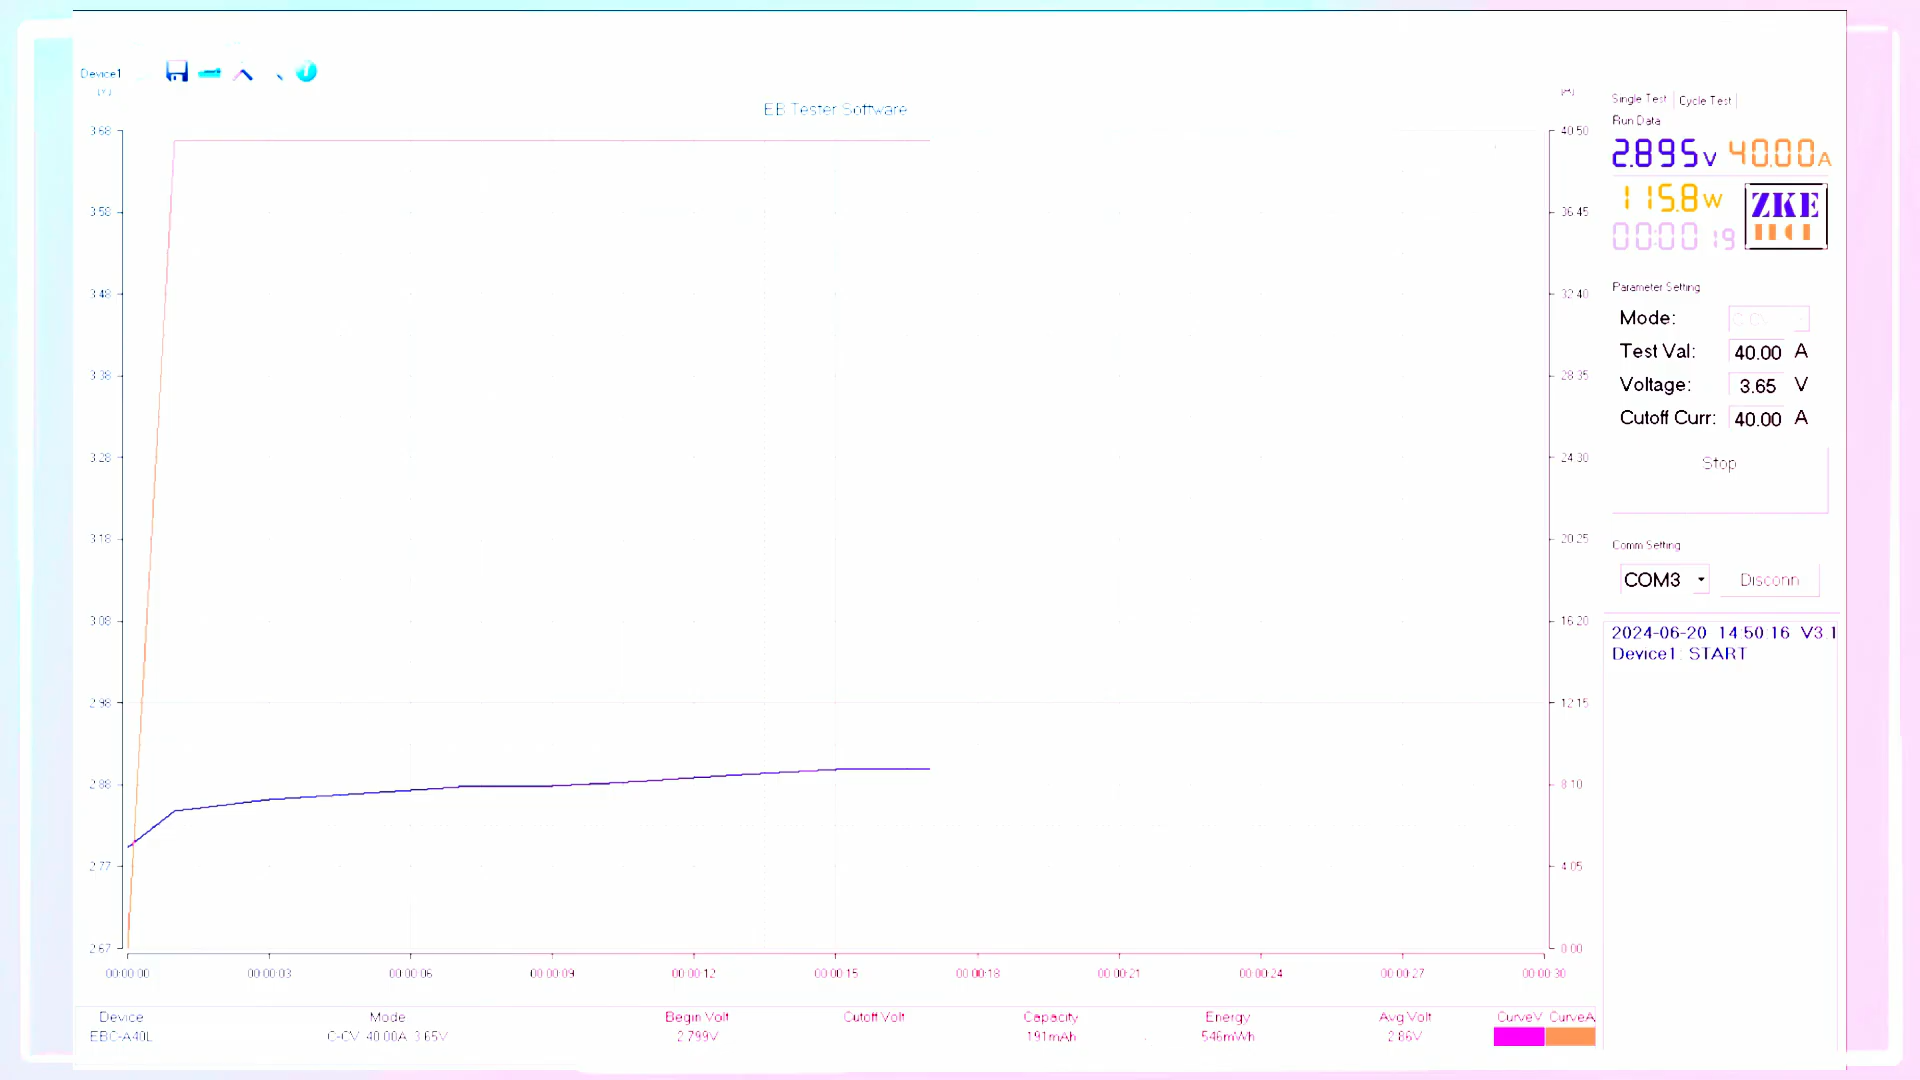 Device1
EB Tester Software
[V]
[A]
3.68
3.58
3.48
3.38
3.28
3.18
3.08
2.98
2.88
2.77
2.67
40.50
36.45
32.40
28.35
24.30
20.25
16.20
12.15
8.10
4.05
0.00
00:00:00 00:00:03 00:00:06 00:00:09 00:00:12 00:00:15 00:00:18 00:00:21 00:00:24 00:00:27 00:00:30
Device Mode Begin Volt Cutoff Volt Capacity Energy Avg Volt CurveV CurveA
EBC-A40L C-CV 40.00A 3.65V 2.799V 191mAh 546mWh 2.86V
Single Test Cycle Test
Run Data
2.895V 40.00A
115.8W
00:00:19
ZKE
Parameter Setting
Mode:
Test Val: 40.00 A
Voltage: 3.65 V
Cutoff Curr: 40.00 A
Stop
Comm Setting
COM3 Disconn
2024-06-20 14:50:16 V3.1
Device1: START